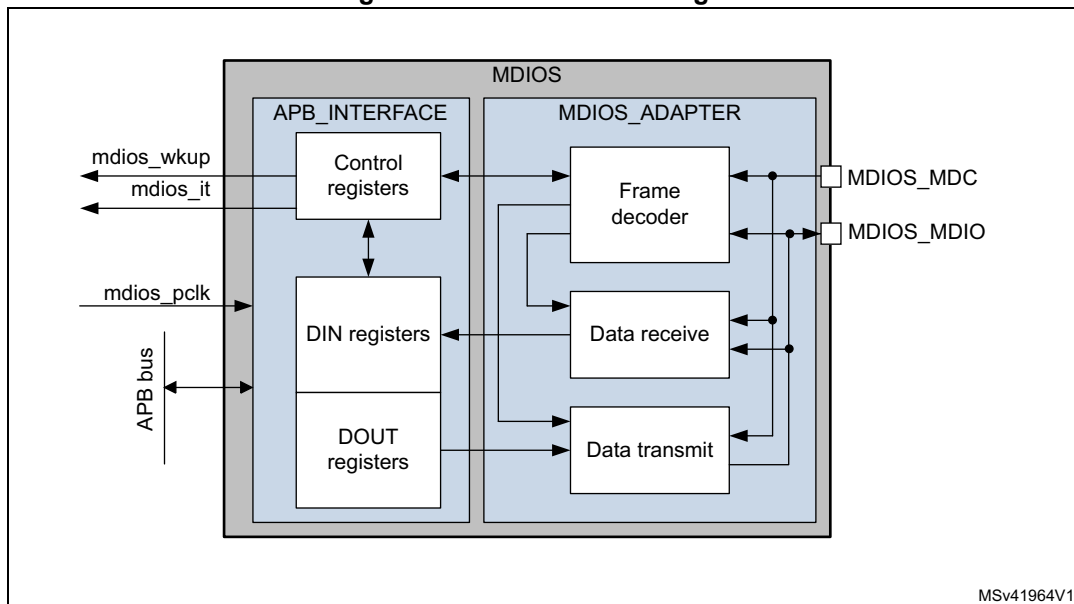 MDIOS
APB_INTERFACE
MDIOS_ADAPTER
mdios_wkup
mdios_it
Control
registers
Frame
decoder
MDIOS_MDC
MDIOS_MDIO
mdios_pclk
DIN registers
Data receive
APB bus
DOUT
registers
Data transmit
MSv41964V1